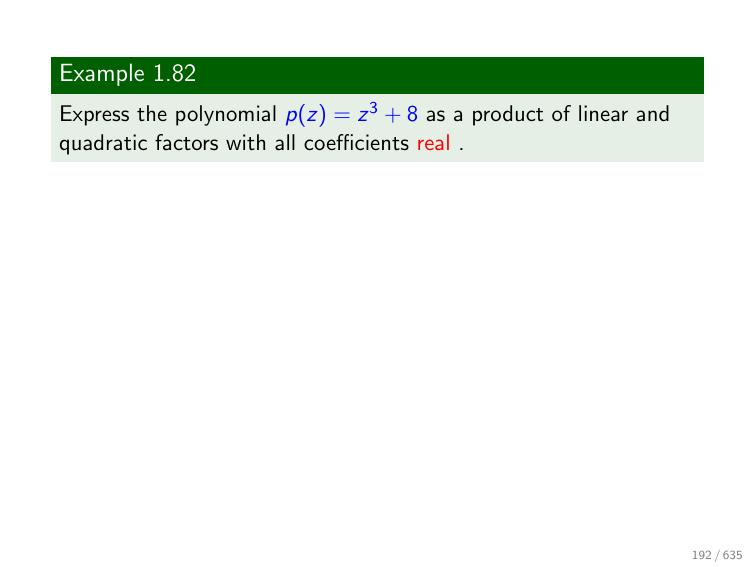 Example 1.82
Express the polynomial p(z) = z³ + 8 as a product of linear and
quadratic factors with all coefficients real .
192 / 635